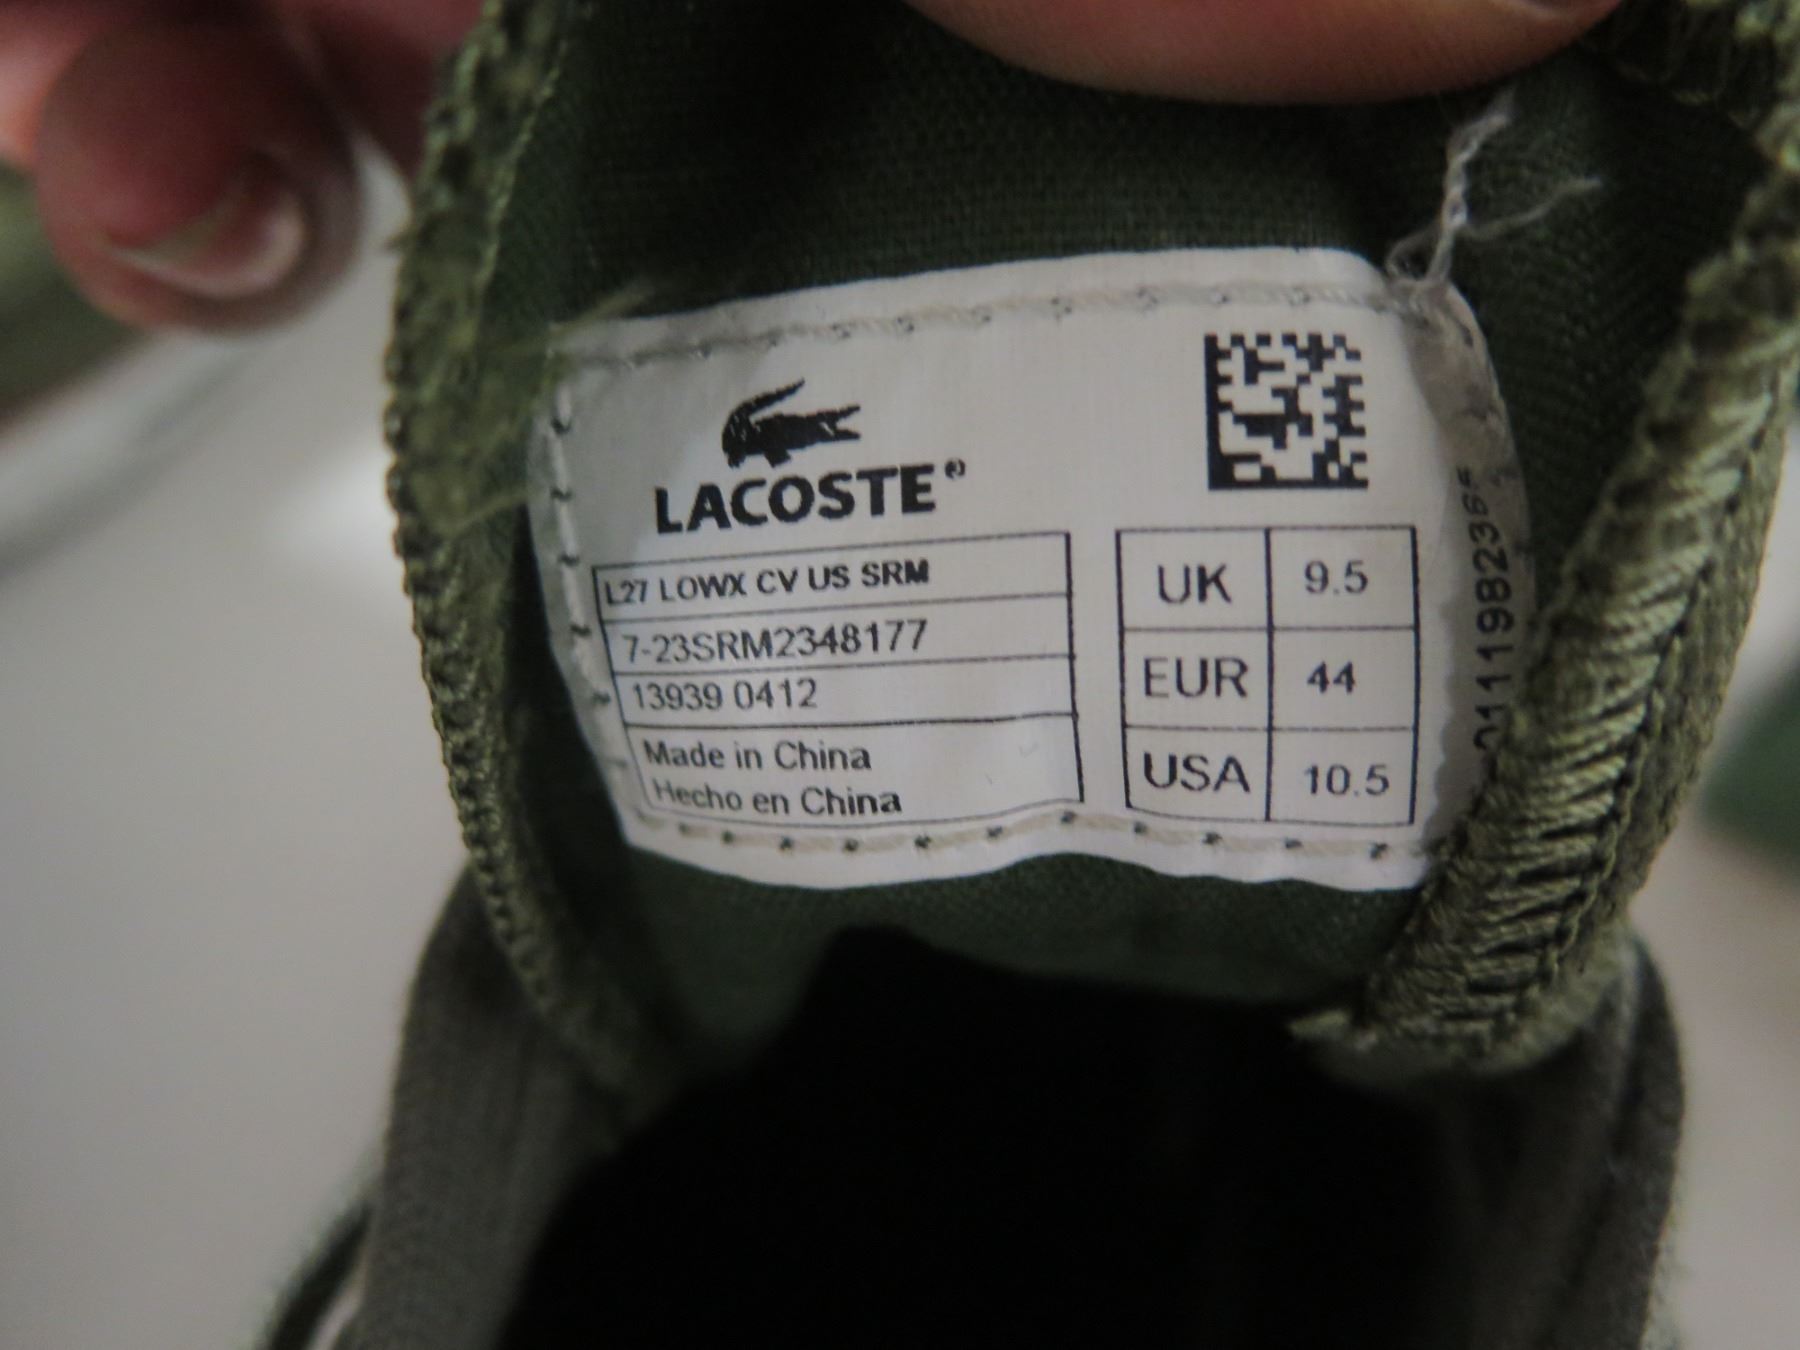 LACOSTE®
L27 LOWX CV US SRM
7-23SRM2348177
13939 0412
Made in China
Hecho en China
UK 9.5
EUR 44
USA 10.5